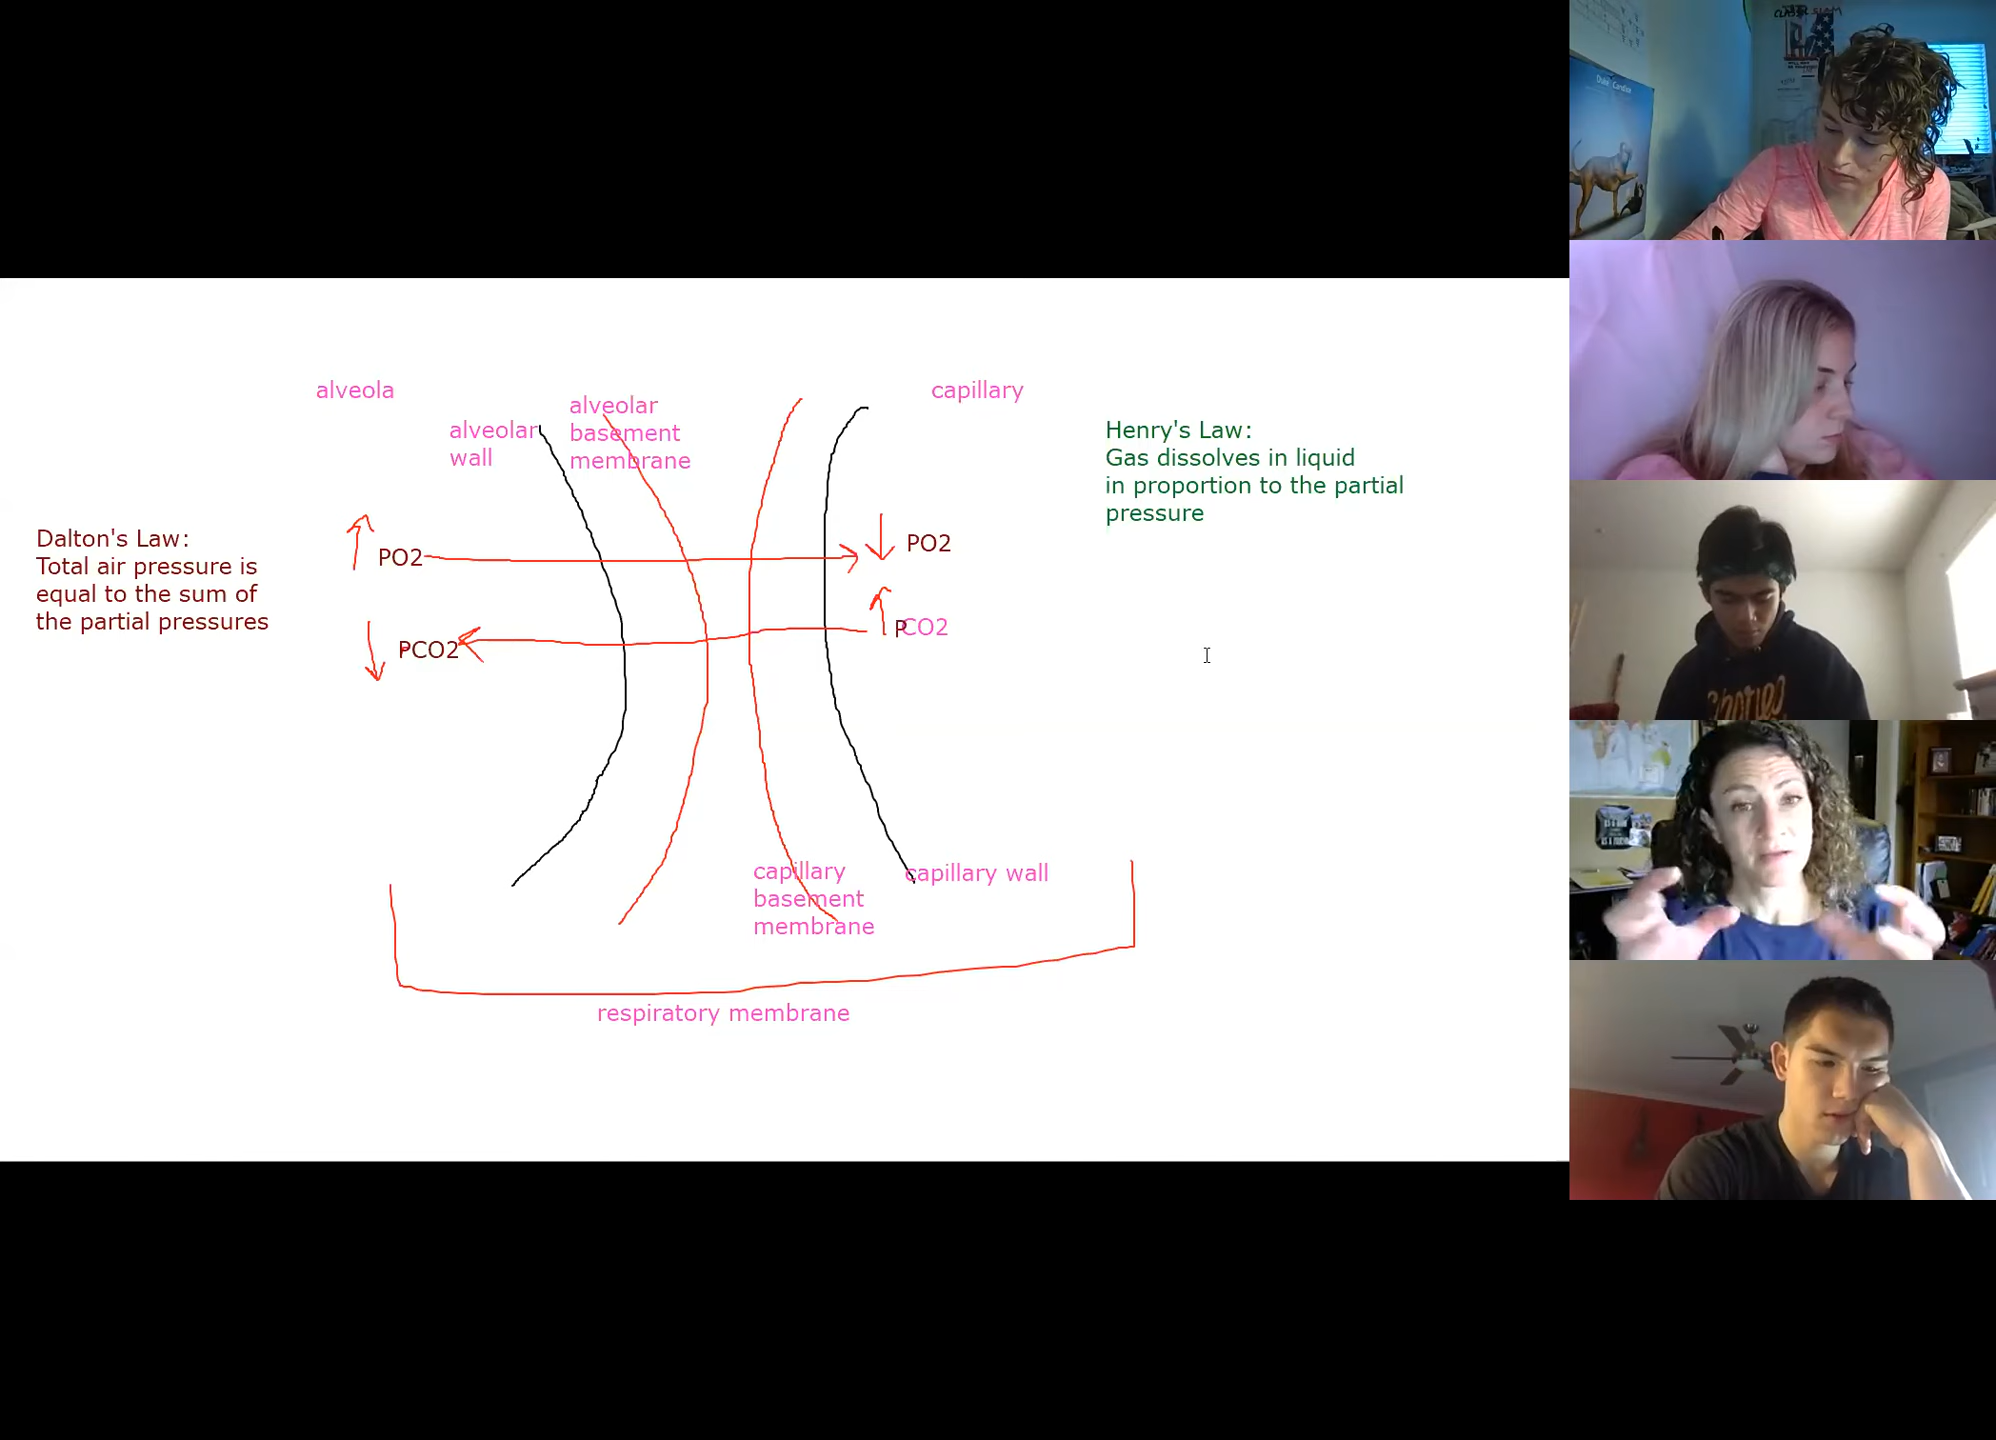 alveola
alveolar
wall
alveolar
basement
membrane
capillary
Henry's Law:
Gas dissolves in liquid
in proportion to the partial
pressure
Dalton's Law:
Total air pressure is
equal to the sum of
the partial pressures
PO2
PO2
PCO2
PCO2
capillary
basement
membrane
capillary wall
respiratory membrane